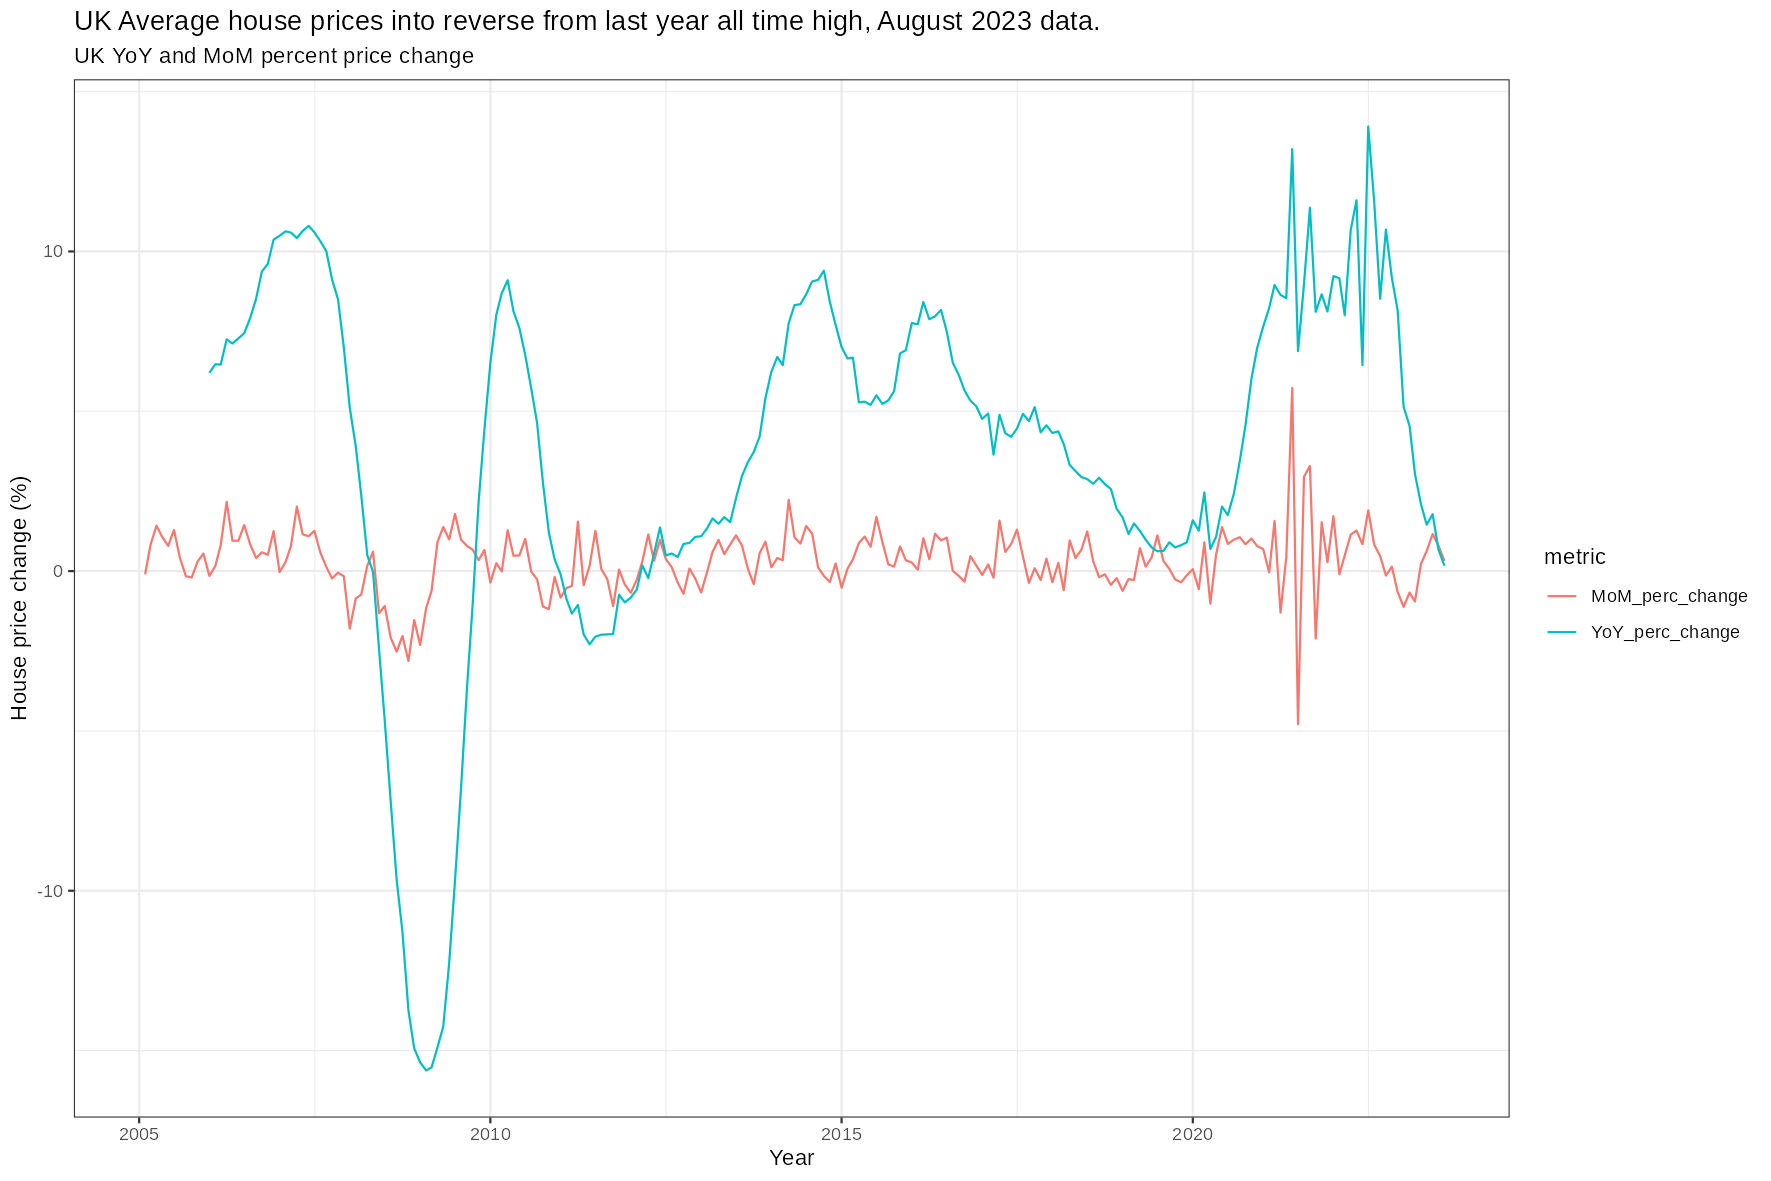 UK Average house prices into reverse from last year all time high, August 2023 data.
UK YoY and MoM percent price change
House price change (%)
10
0
-10
2005
2010
2015
2020
Year
metric
MoM_perc_change
YoY_perc_change